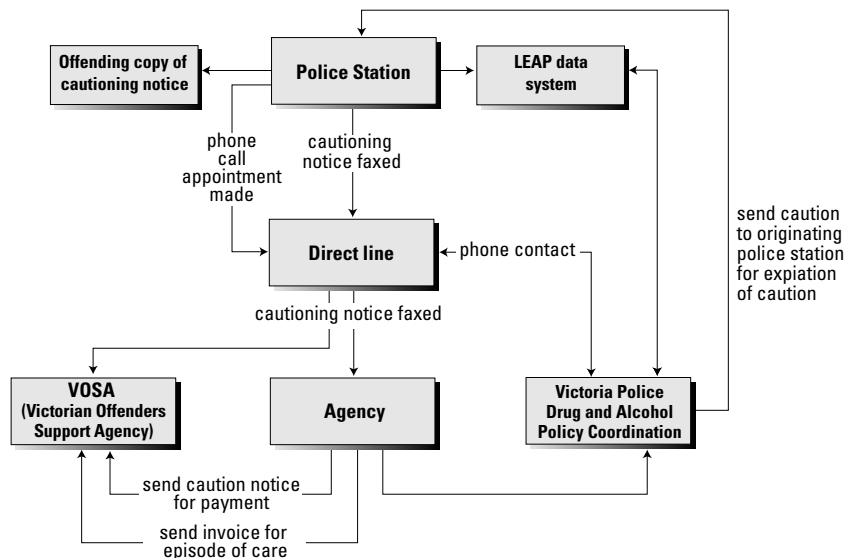 Offending copy of
cautioning notice
Police Station
LEAP data
system
phone
call
appointment
made
cautioning
notice faxed
send caution
to originating
police station
for expiation
of caution
Direct line
phone contact
cautioning notice faxed
VOSA
(Victorian Offenders
Support Agency)
Agency
Victoria Police
Drug and Alcohol
Policy Coordination
send caution notice
for payment
send invoice for
episode of care